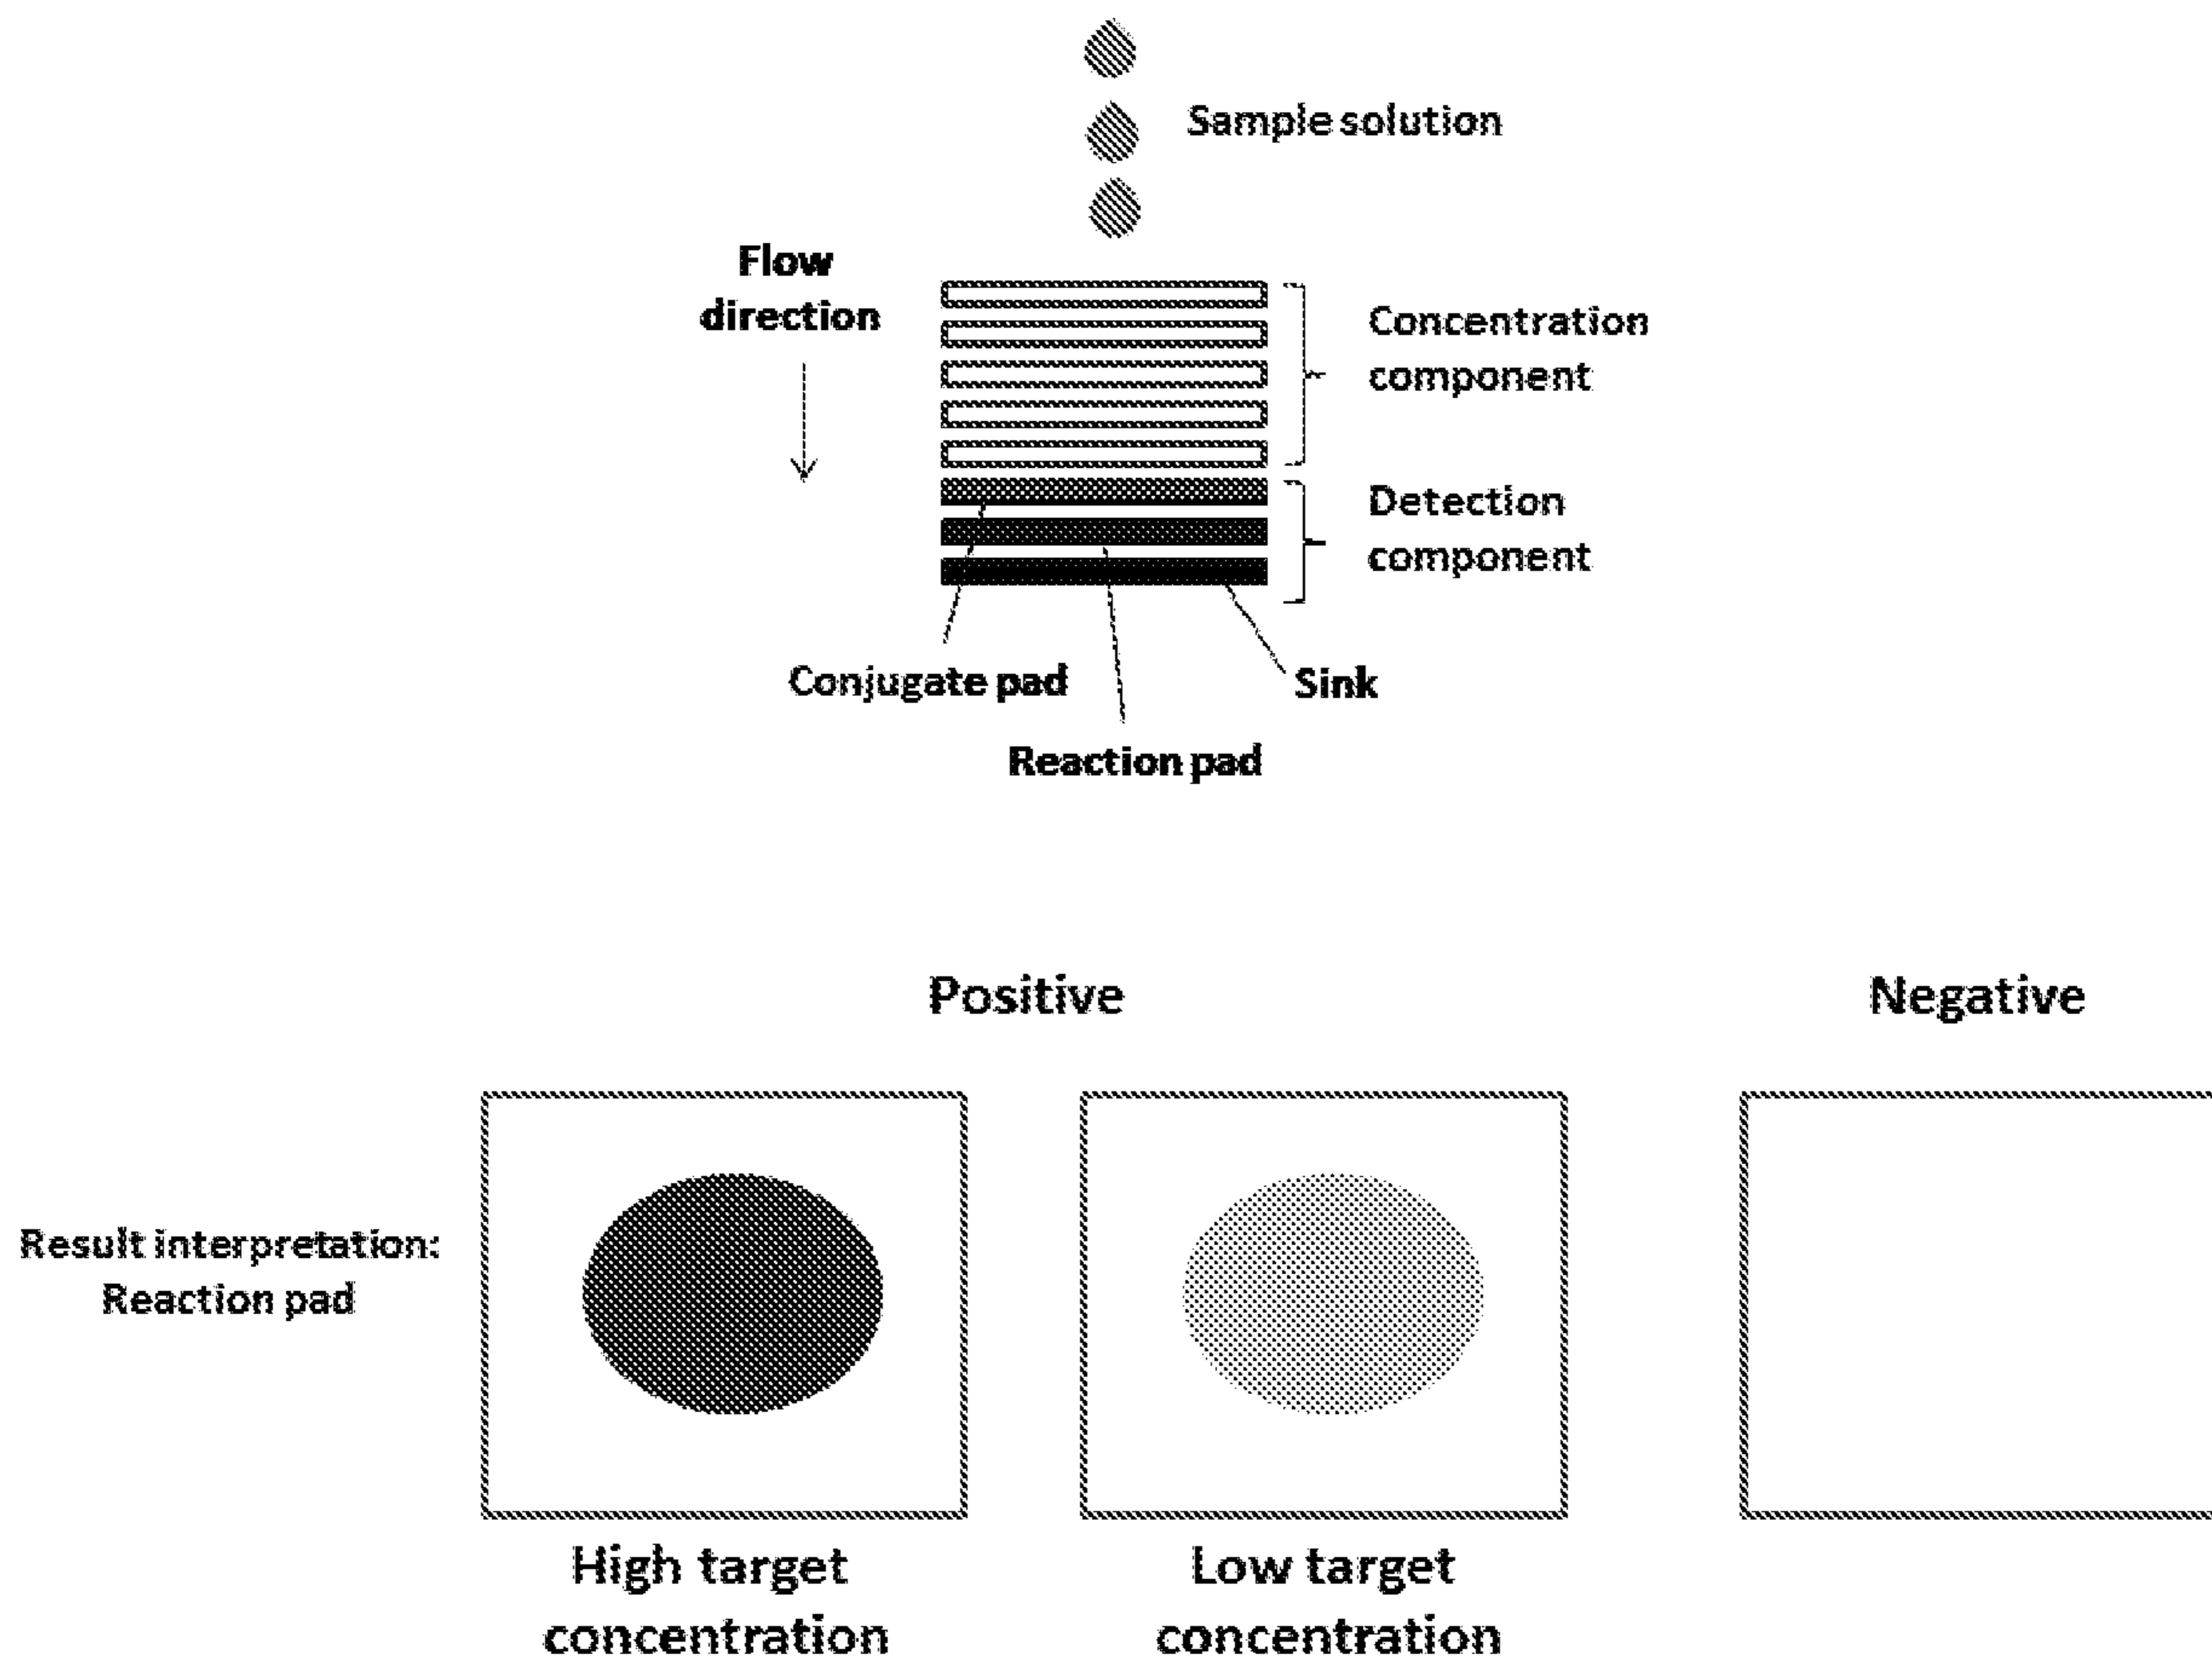 Sample solution
Flow
direction
Concentration
component
Detection
component
Conjugate pad
Sink
Reaction pad
Positive
Negative
Result interpretation:
Reaction pad
High target
concentration
Low target
concentration